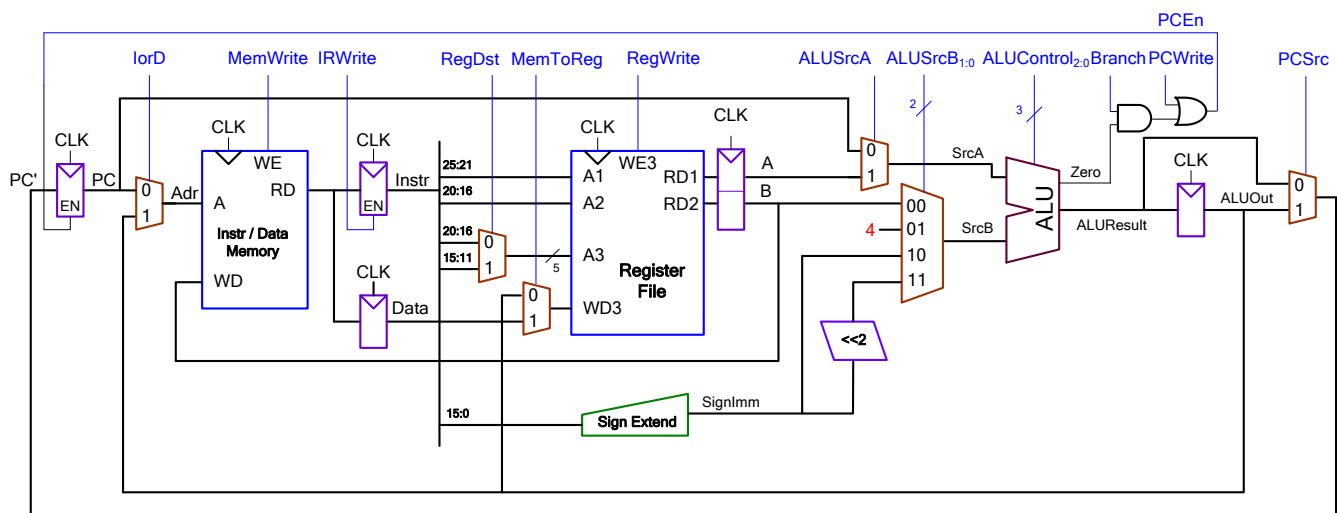 PCEn
IorD MemWrite IRWrite RegDst MemToReg RegWrite ALUSrcA ALUSrcB1:0 ALUControl2:0 Branch PCWrite PCSrc
2
3
CLK CLK CLK CLK CLK CLK
PC' PC EN
0
1
Adr
WE
RD
A
Instr / Data
Memory
WD
Instr
EN
CLK
Data
25:21
20:16
20:16
15:11
0
1
5
0
1
WE3
A1
A2
A3
WD3
RD1
RD2
Register
File
A
B
0
1
SrcA
00
01
10
11
4
SrcB
<<2
15:0
Sign Extend
SignImm
ALU
Zero
ALUResult
ALUOut
0
1